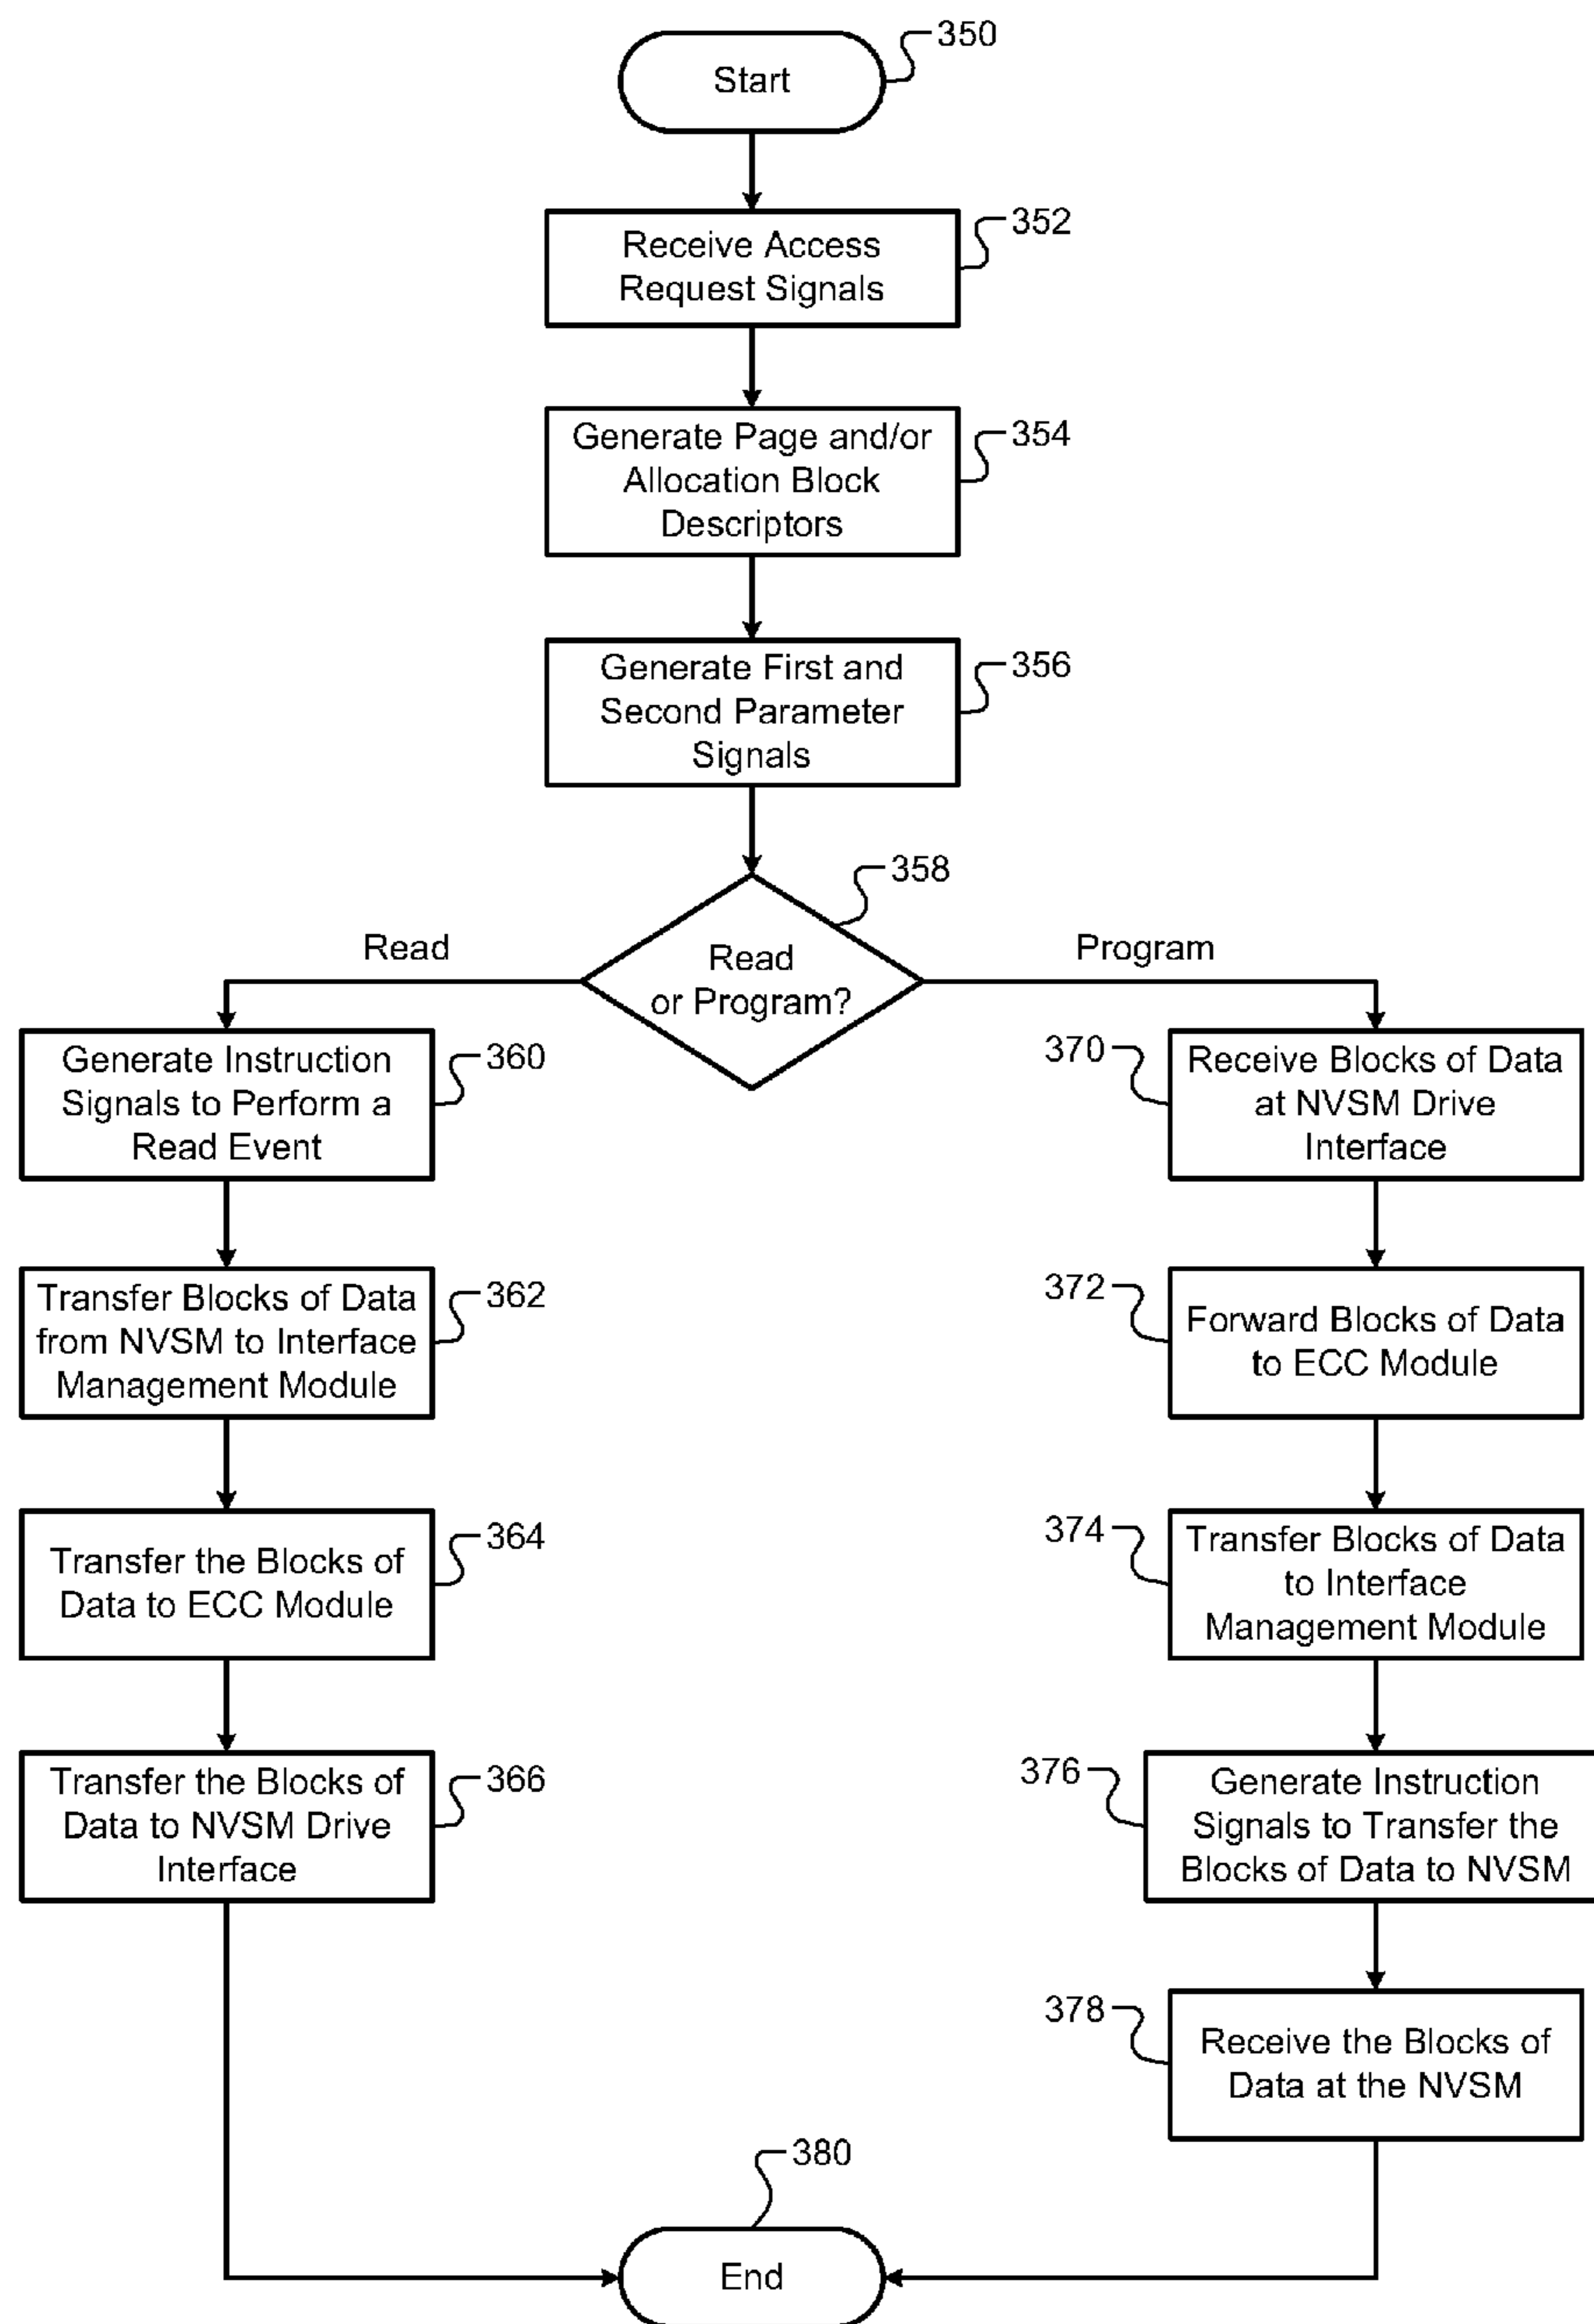 350
Start
352
Receive Access
Request Signals
354
Generate Page and/or
Allocation Block
Descriptors
356
Generate First and
Second Parameter
Signals
358
Read
or Program?
Read
Program
360
Generate Instruction
Signals to Perform a
Read Event
362
Transfer Blocks of Data
from NVSM to Interface
Management Module
364
Transfer the Blocks of
Data to ECC Module
366
Transfer the Blocks of
Data to NVSM Drive
Interface
370
Receive Blocks of Data
at NVSM Drive
Interface
372
Forward Blocks of Data
to ECC Module
374
Transfer Blocks of Data
to Interface
Management Module
376
Generate Instruction
Signals to Transfer the
Blocks of Data to NVSM
378
Receive the Blocks of
Data at the NVSM
380
End